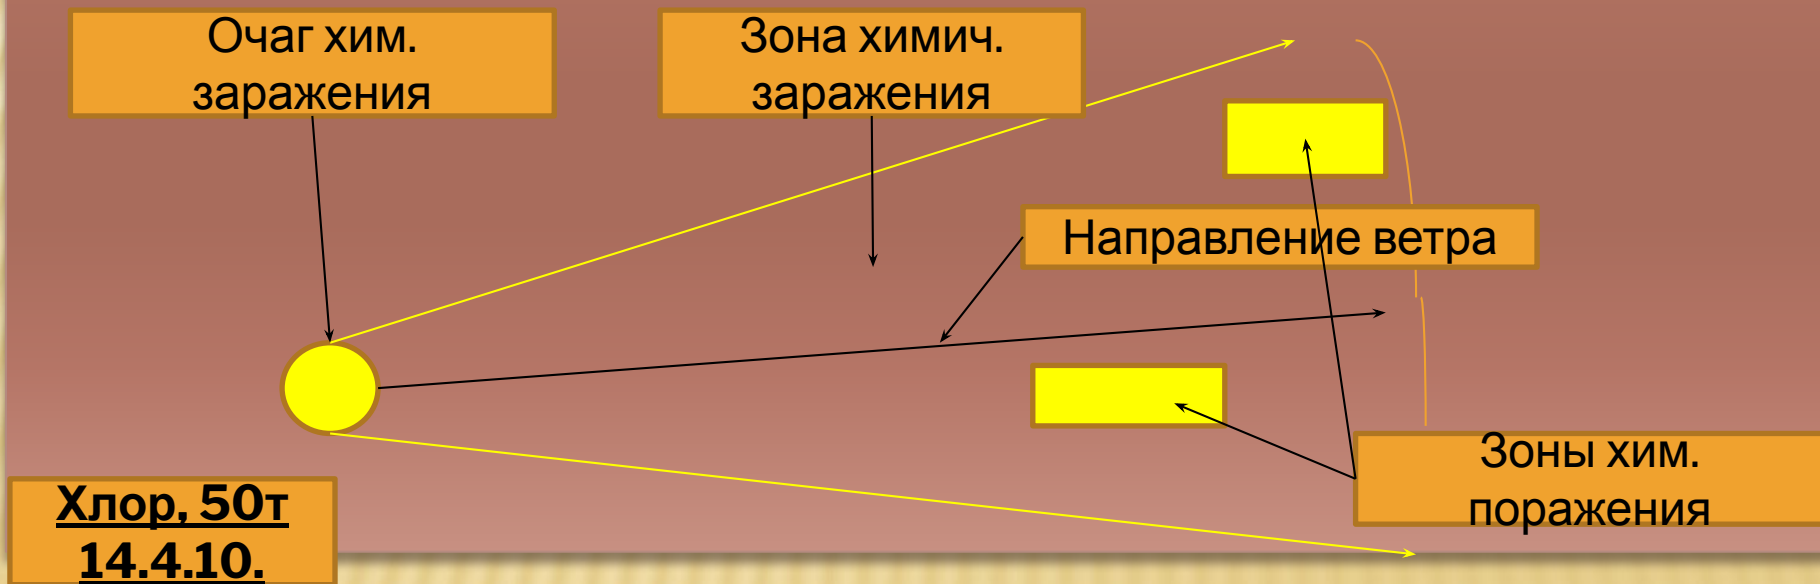 Очаг хим.
заражения
Зона химич.
заражения
Направление ветра
Зоны хим.
поражения
Хлор, 50т
14.4.10.